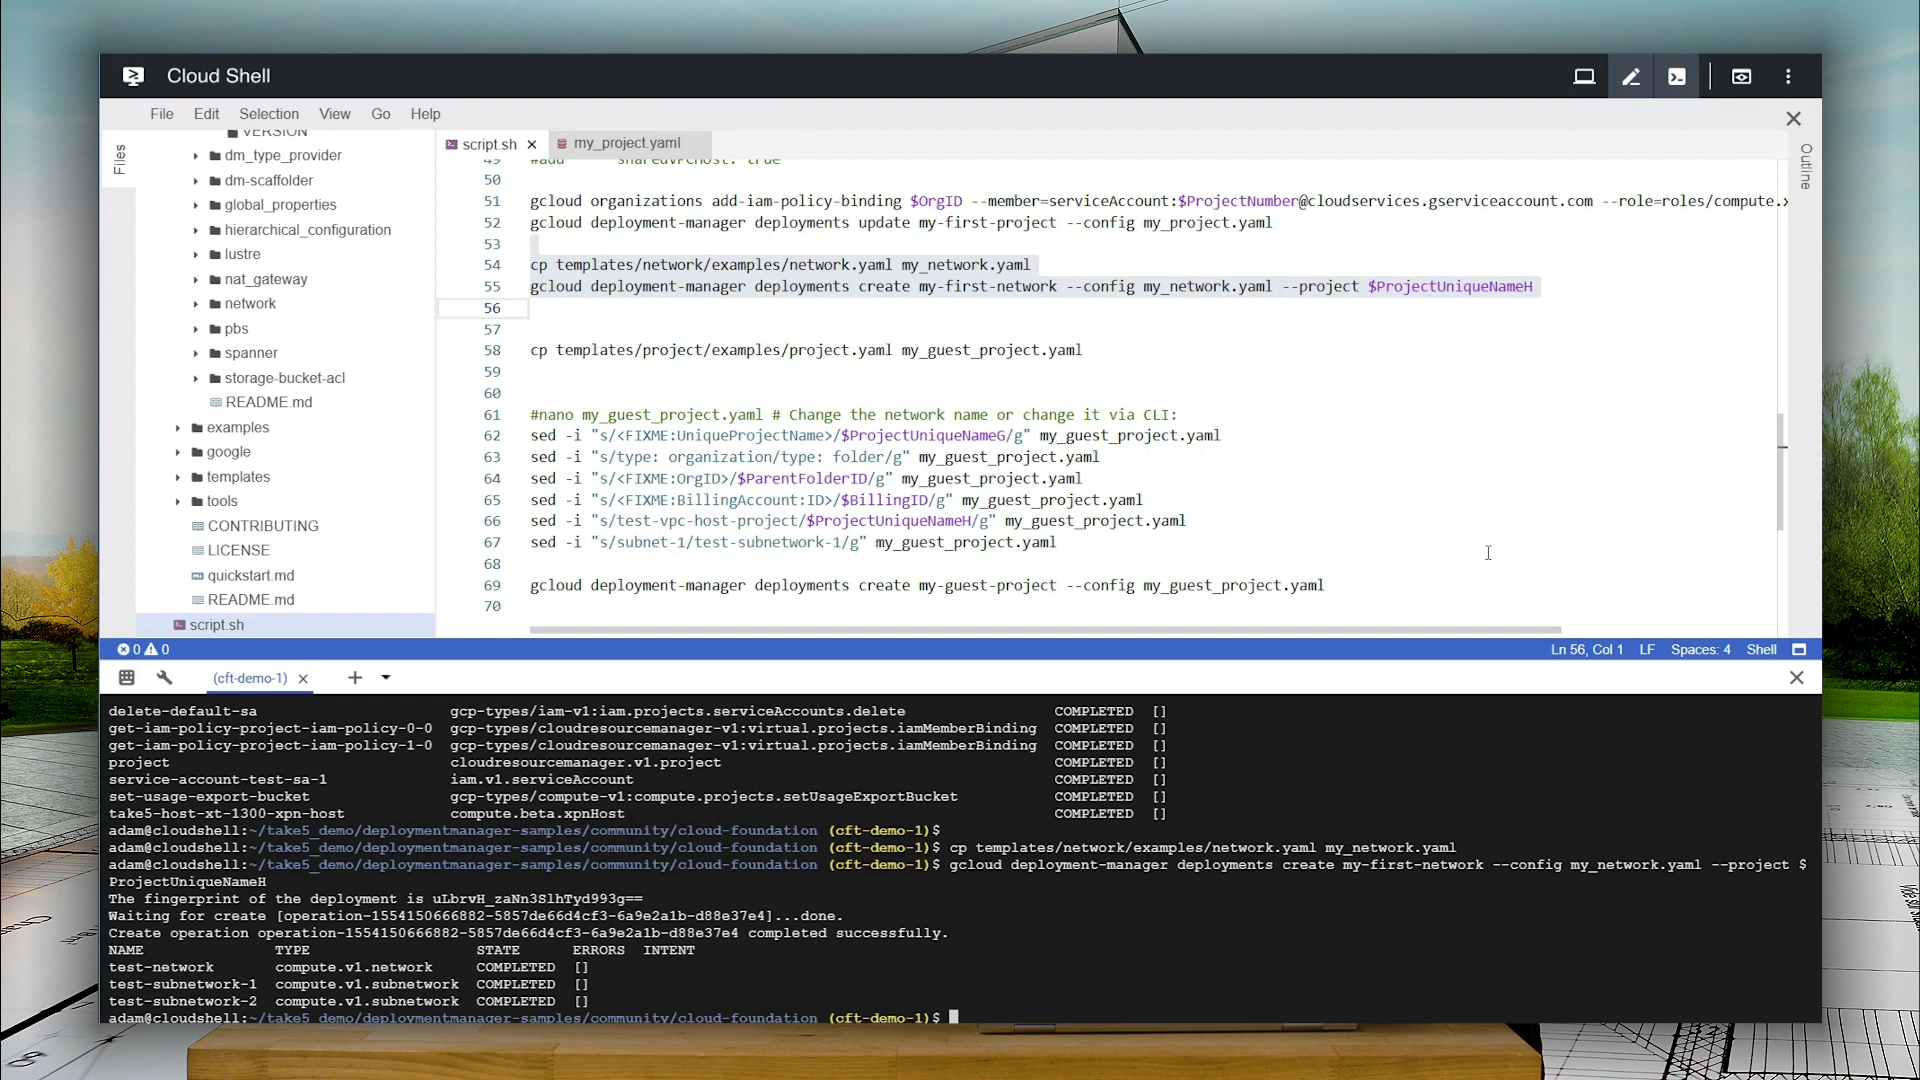 Cloud Shell
File Edit Selection View Go Help
Files
VERSION
dm_type_provider
dm-scaffolder
global_properties
hierarchical_configuration
lustre
nat_gateway
network
pbs
spanner
storage-bucket-acl
README.md
examples
google
templates
tools
CONTRIBUTING
LICENSE
quickstart.md
README.md
script.sh
script.sh my_project.yaml
Outline
49 #add sharedVPCHost: true
50
51 gcloud organizations add-iam-policy-binding $OrgID --member=serviceAccount:$ProjectNumber@cloudservices.gserviceaccount.com --role=roles/compute.x
52 gcloud deployment-manager deployments update my-first-project --config my_project.yaml
53
54 cp templates/network/examples/network.yaml my_network.yaml
55 gcloud deployment-manager deployments create my-first-network --config my_network.yaml --project $ProjectUniqueNameH
56
57
58 cp templates/project/examples/project.yaml my_guest_project.yaml
59
60
61 #nano my_guest_project.yaml # Change the network name or change it via CLI:
62 sed -i "s/<FIXME:UniqueProjectName>/$ProjectUniqueNameG/g" my_guest_project.yaml
63 sed -i "s/type: organization/type: folder/g" my_guest_project.yaml
64 sed -i "s/<FIXME:OrgID>/$ParentFolderID/g" my_guest_project.yaml
65 sed -i "s/<FIXME:BillingAccount:ID>/$BillingID/g" my_guest_project.yaml
66 sed -i "s/test-vpc-host-project/$ProjectUniqueNameH/g" my_guest_project.yaml
67 sed -i "s/subnet-1/test-subnetwork-1/g" my_guest_project.yaml
68
69 gcloud deployment-manager deployments create my-guest-project --config my_guest_project.yaml
70
0 0 Ln 56, Col 1 LF Spaces: 4 Shell
(cft-demo-1)
delete-default-sa gcp-types/iam-v1:iam.projects.serviceAccounts.delete COMPLETED []
get-iam-policy-project-iam-policy-0-0 gcp-types/cloudresourcemanager-v1:virtual.projects.iamMemberBinding COMPLETED []
get-iam-policy-project-iam-policy-1-0 gcp-types/cloudresourcemanager-v1:virtual.projects.iamMemberBinding COMPLETED []
project cloudresourcemanager.v1.project COMPLETED []
service-account-test-sa-1 iam.v1.serviceAccount COMPLETED []
set-usage-export-bucket gcp-types/compute-v1:compute.projects.setUsageExportBucket COMPLETED []
take5-host-xt-1300-xpn-host compute.beta.xpnHost COMPLETED []
adam@cloudshell:~/take5_demo/deploymentmanager-samples/community/cloud-foundation (cft-demo-1)$
adam@cloudshell:~/take5_demo/deploymentmanager-samples/community/cloud-foundation (cft-demo-1)$ cp templates/network/examples/network.yaml my_network.yaml
adam@cloudshell:~/take5_demo/deploymentmanager-samples/community/cloud-foundation (cft-demo-1)$ gcloud deployment-manager deployments create my-first-network --config my_network.yaml --project $
ProjectUniqueNameH
The fingerprint of the deployment is uLbrvH_zaNn3SlhTyd993g==
Waiting for create [operation-1554150666882-5857de66d4cf3-6a9e2a1b-d88e37e4]...done.
Create operation operation-1554150666882-5857de66d4cf3-6a9e2a1b-d88e37e4 completed successfully.
NAME TYPE STATE ERRORS INTENT
test-network compute.v1.network COMPLETED []
test-subnetwork-1 compute.v1.subnetwork COMPLETED []
test-subnetwork-2 compute.v1.subnetwork COMPLETED []
adam@cloudshell:~/take5_demo/deploymentmanager-samples/community/cloud-foundation (cft-demo-1)$